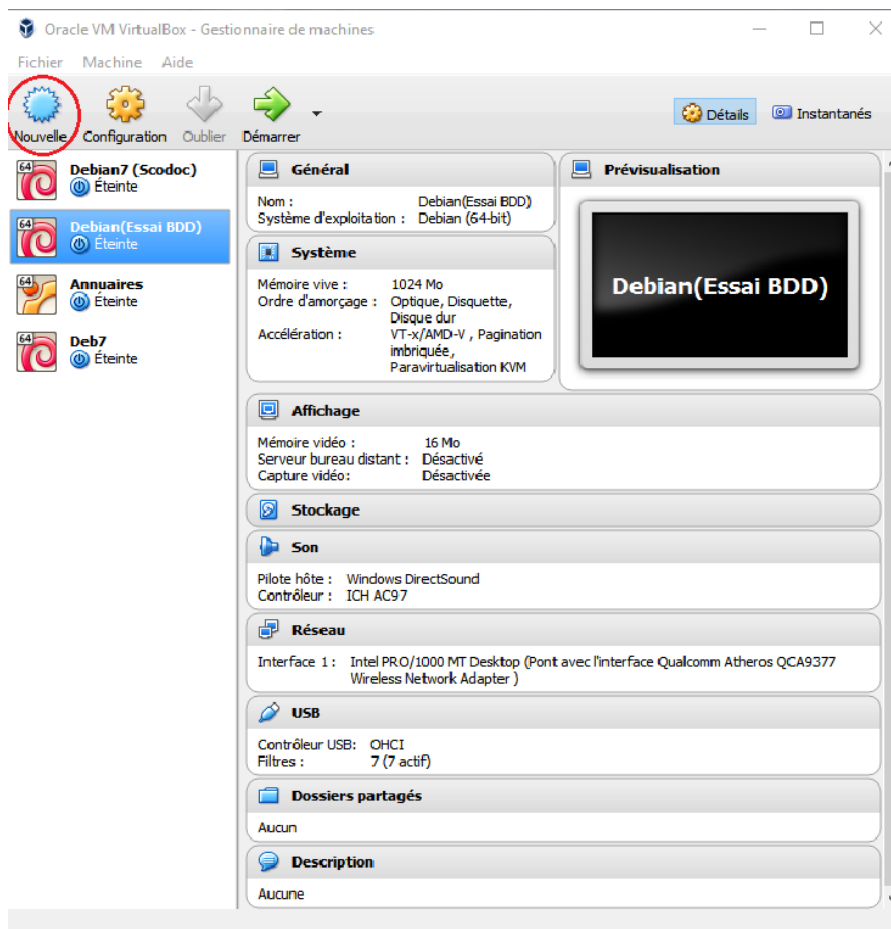 Oracle VM VirtualBox - Gestionnaire de machines
Fichier Machine Aide
Nouvelle Configuration Oublier Démarrer Détails Instantanés
64 Debian7 (Scodoc)
Éteinte
64 Debian(Essai BDD)
Éteinte
64 Annuaires
Éteinte
64 Deb7
Éteinte
Général
Nom : Debian(Essai BDD)
Système d'exploitation : Debian (64-bit)
Système
Mémoire vive : 1024 Mo
Ordre d'amorçage : Optique, Disquette,
Disque dur
Accélération : VT-x/AMD-V , Pagination
imbriquée,
Paravirtualisation KVM
Prévisualisation
Debian(Essai BDD)
Affichage
Mémoire vidéo : 16 Mo
Serveur bureau distant : Désactivé
Capture vidéo: Désactivée
Stockage
Son
Pilote hôte : Windows DirectSound
Contrôleur : ICH AC97
Réseau
Interface 1 : Intel PRO/1000 MT Desktop (Pont avec l'interface Qualcomm Atheros QCA9377
Wireless Network Adapter )
USB
Contrôleur USB: OHCI
Filtres : 7 (7 actif)
Dossiers partagés
Aucun
Description
Aucune